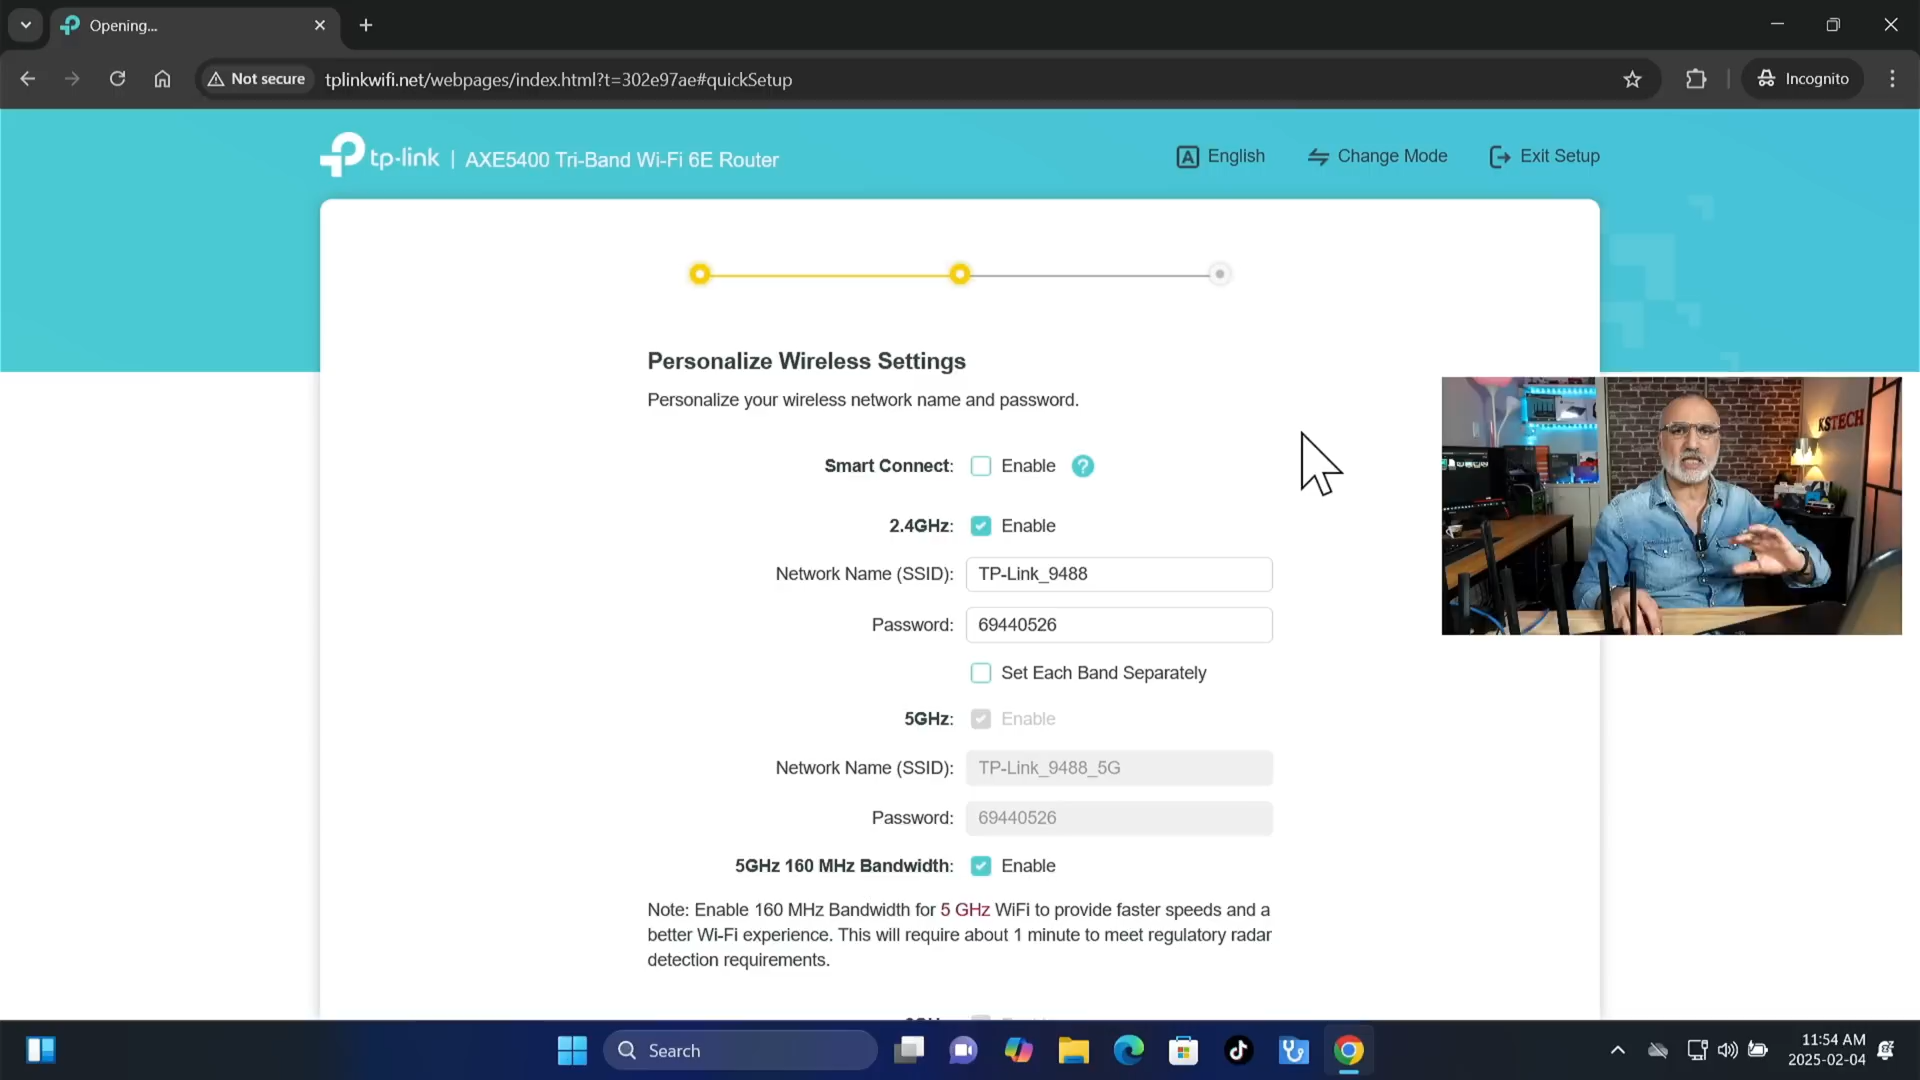 Opening...
Not secure
tplinkwifi.net/webpages/index.html?t=302e97ae#quickSetup
Incognito
tp-link | AXE5400 Tri-Band Wi-Fi 6E Router
English
Change Mode
Exit Setup
Personalize Wireless Settings
Personalize your wireless network name and password.
Smart Connect: Enable ?
2.4GHz: Enable
Network Name (SSID): TP-Link_9488
Password: 69440526
Set Each Band Separately
5GHz: Enable
Network Name (SSID): TP-Link_9488_5G
Password: 69440526
5GHz 160 MHz Bandwidth: Enable
Note: Enable 160 MHz Bandwidth for 5 GHz WiFi to provide faster speeds and a
better Wi-Fi experience. This will require about 1 minute to meet regulatory radar
detection requirements.
KSTECH
Search
11:54 AM
2025-02-04